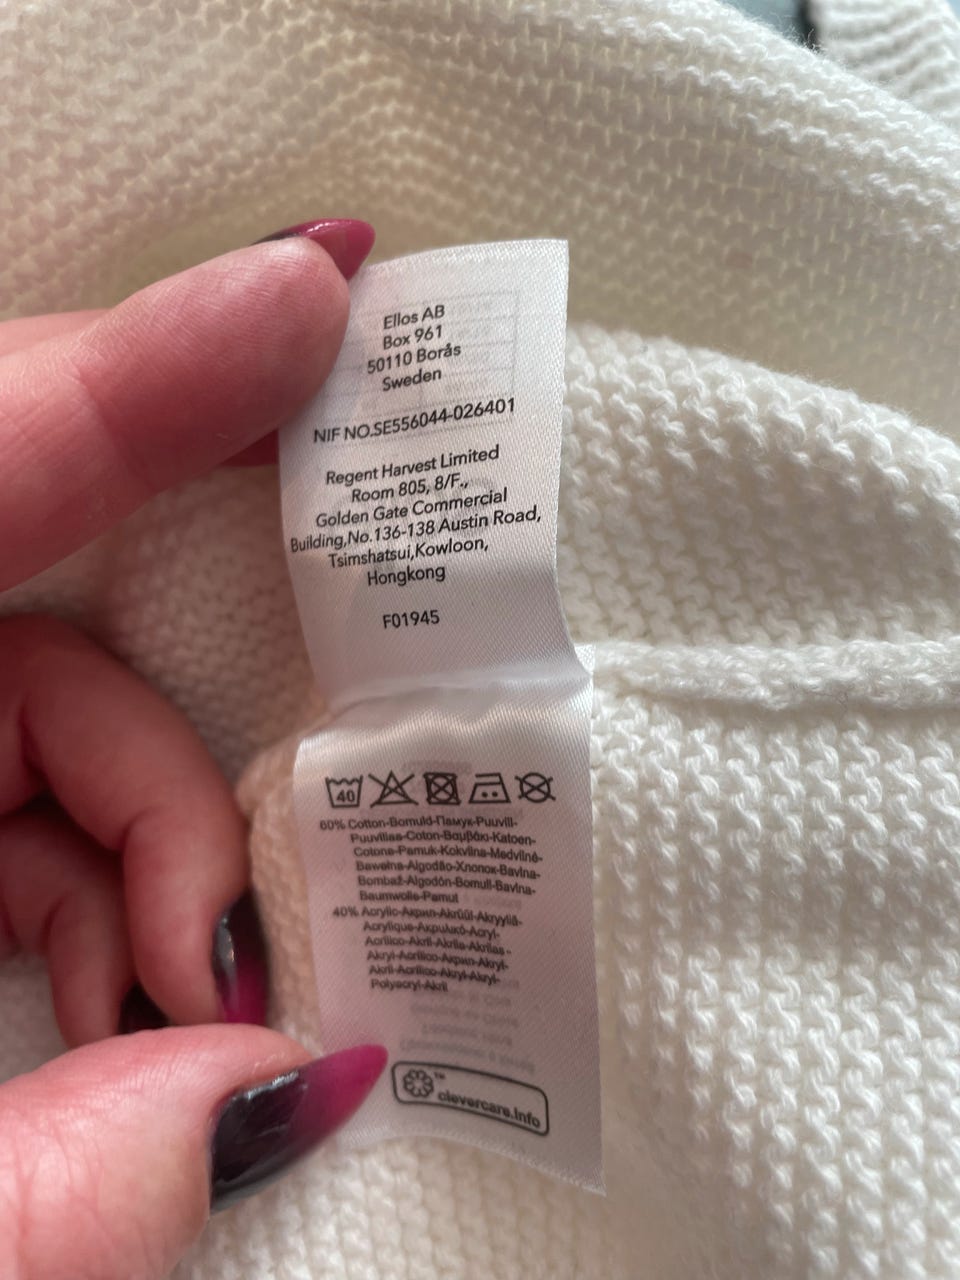 Ellos AB
Box 961
50110 Borås
Sweden
NIF NO.SE556044-026401
Regent Harvest Limited
Room 805, 8/F.,
Golden Gate Commercial
Building,No.136-138 Austin Road,
Tsimshatsui,Kowloon,
Hongkong
F01945
40
60% Cotton-Bomuld-Памук-Puuvill-
Puuvillaa-Coton-Βαμβάκι-Katoen-
Cotone-Pamuk-Kokvilna-Medvilnė-
Bawełna-Algodão-Хлопок-Bavlna-
Bombaž-Algodón-Bomull-Bavlna-
Baumwolle-Pamut
40% Acrylic-Акрил-Akrüül-Akryyliä-
Acrylique-Ακρυλικό-Acryl-
Acrilico-Akril-Akrils-Akrilas-
Akryl-Acrílico-Акрил-Akryl-
Akril-Acrílico-Akryl-Akryl-
Polyacryl-Akril
™
clevercare.info